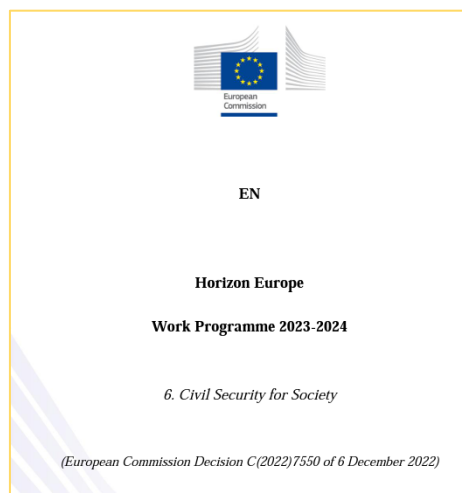 European
Commission
EN
Horizon Europe
Work Programme 2023-2024
6. Civil Security for Society
(European Commission Decision C(2022)7550 of 6 December 2022)